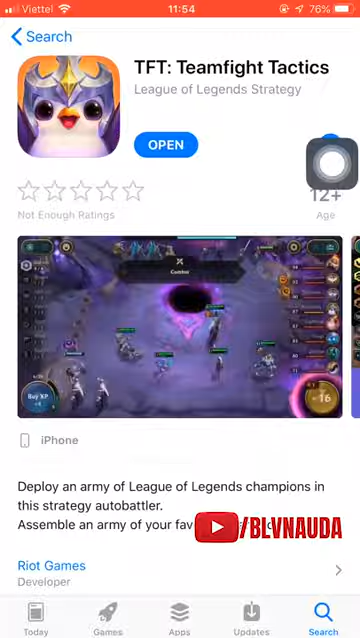 Viettel 11:54 76%
Search
TFT: Teamfight Tactics
League of Legends Strategy
OPEN
Not Enough Ratings
12+
Age
Combat
Buy XP
16
iPhone
Deploy an army of League of Legends champions in
this strategy autobattler.
Assemble an army of your fav
/BLVNAUDA
Riot Games
Developer
Today Games Apps Updates Search